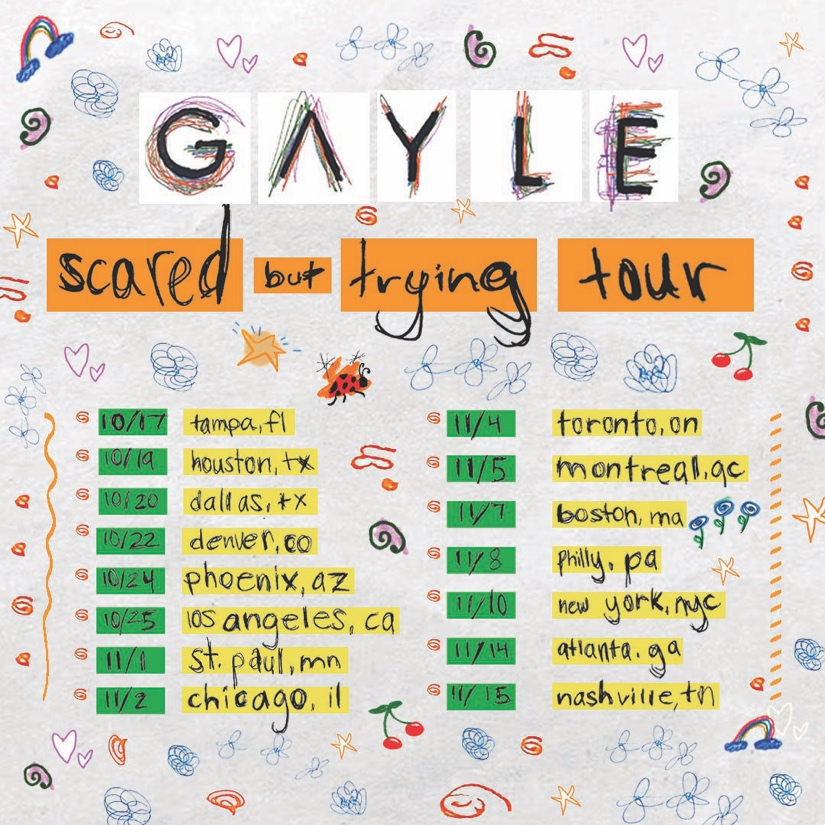 GAYLE
scared but trying tour
10/17 tampa, fl
10/19 houston, tx
10/20 dallas, tx
10/22 denver, co
10/24 phoenix, az
10/25 los angeles, ca
11/1 st. paul, mn
11/2 chicago, il
11/4 toronto, on
11/5 montreal, qc
11/7 boston, ma
11/8 philly, pa
11/10 new york, nyc
11/14 atlanta. ga
11/15 nashville, tn